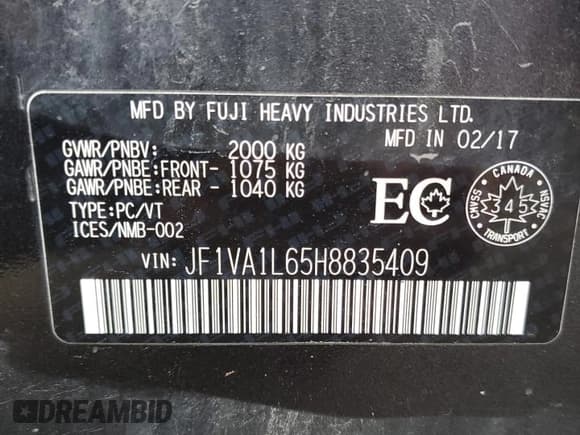 MFD BY FUJI HEAVY INDUSTRIES LTD.
MFD IN 02/17
GVWR/PNBV: 2000 KG
GAWR/PNBE:FRONT- 1075 KG
GAWR/PNBE:REAR - 1040 KG
TYPE:PC/VT
ICES/NMB-002
EC
CANADA
CMVSS 345 NSVAC
TRANSPORT
VIN: JF1VA1L65H8835409
DREAMBID